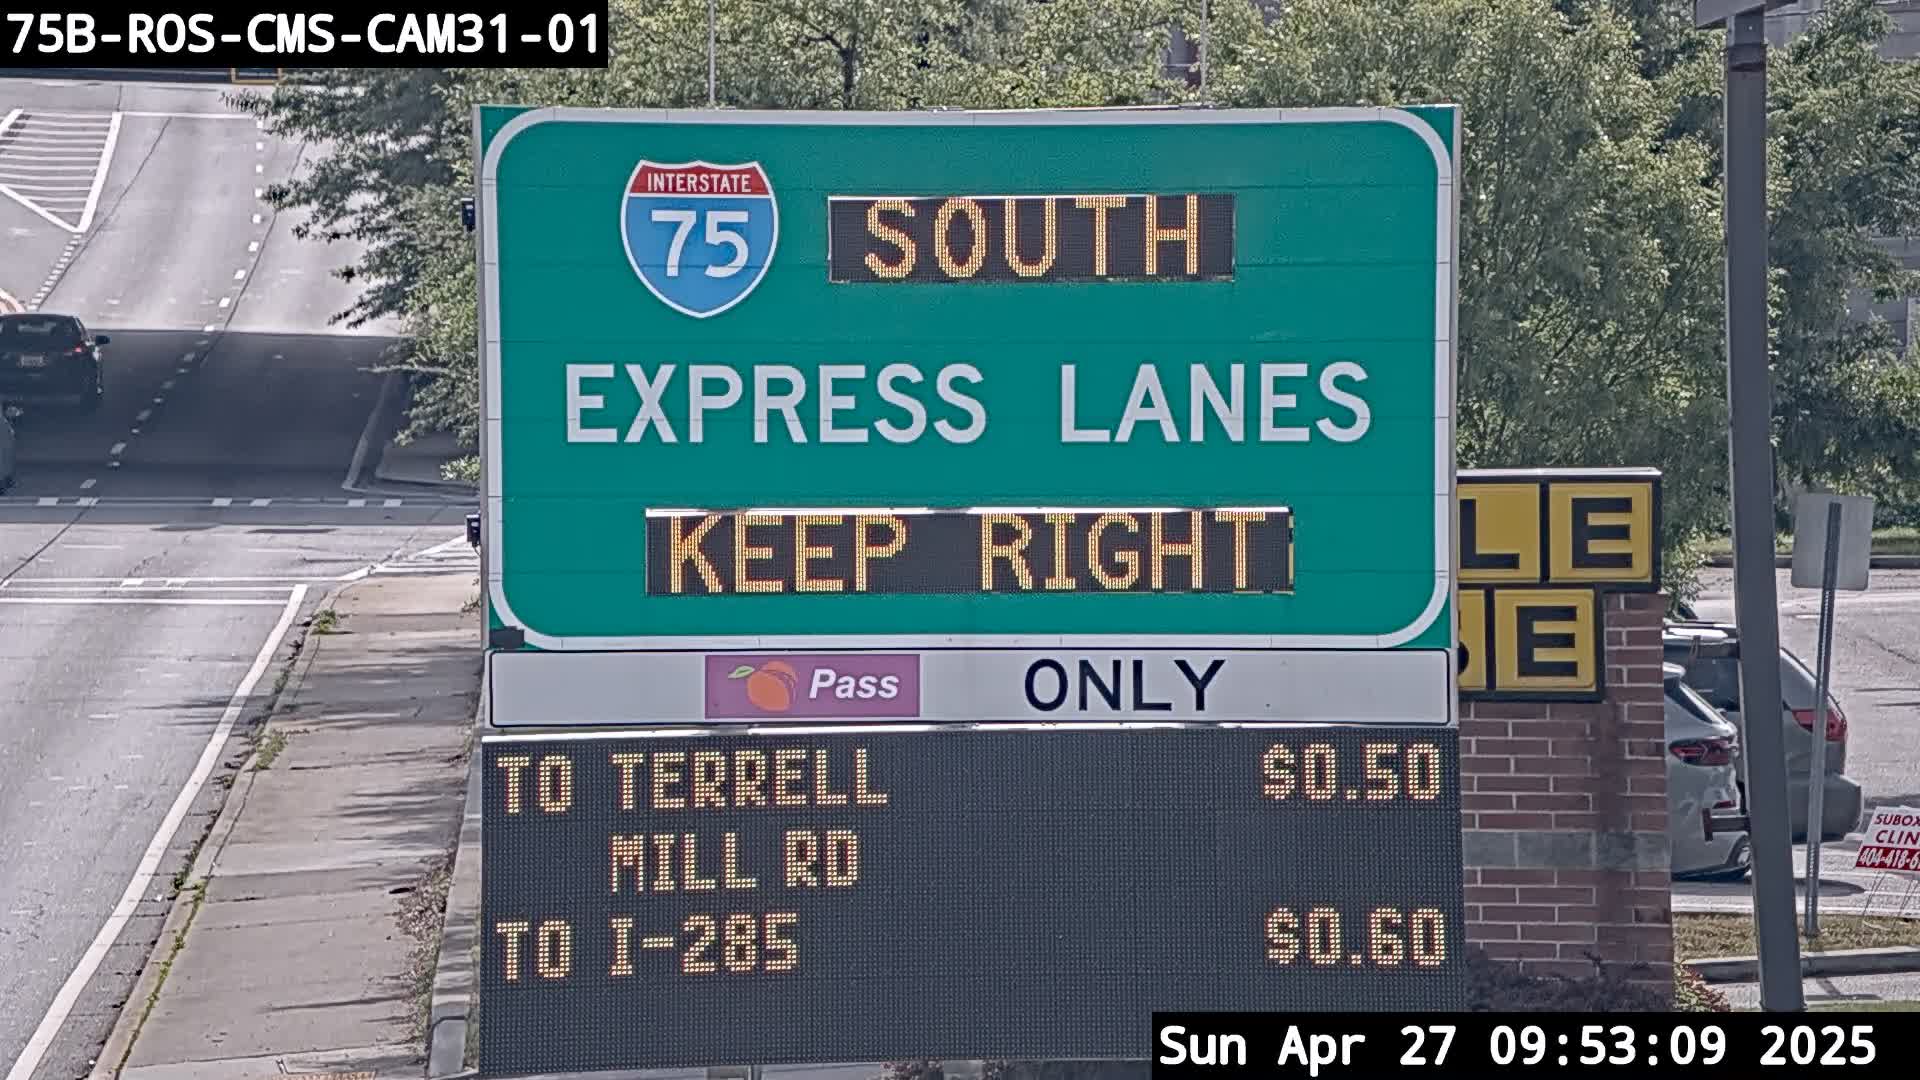 75B-ROS-CMS-CAM31-01
INTERSTATE
75
SOUTH
EXPRESS LANES
KEEP RIGHT
Pass ONLY
TO TERRELL $0.50
MILL RD
TO I-285 $0.60
Sun Apr 27 09:53:09 2025